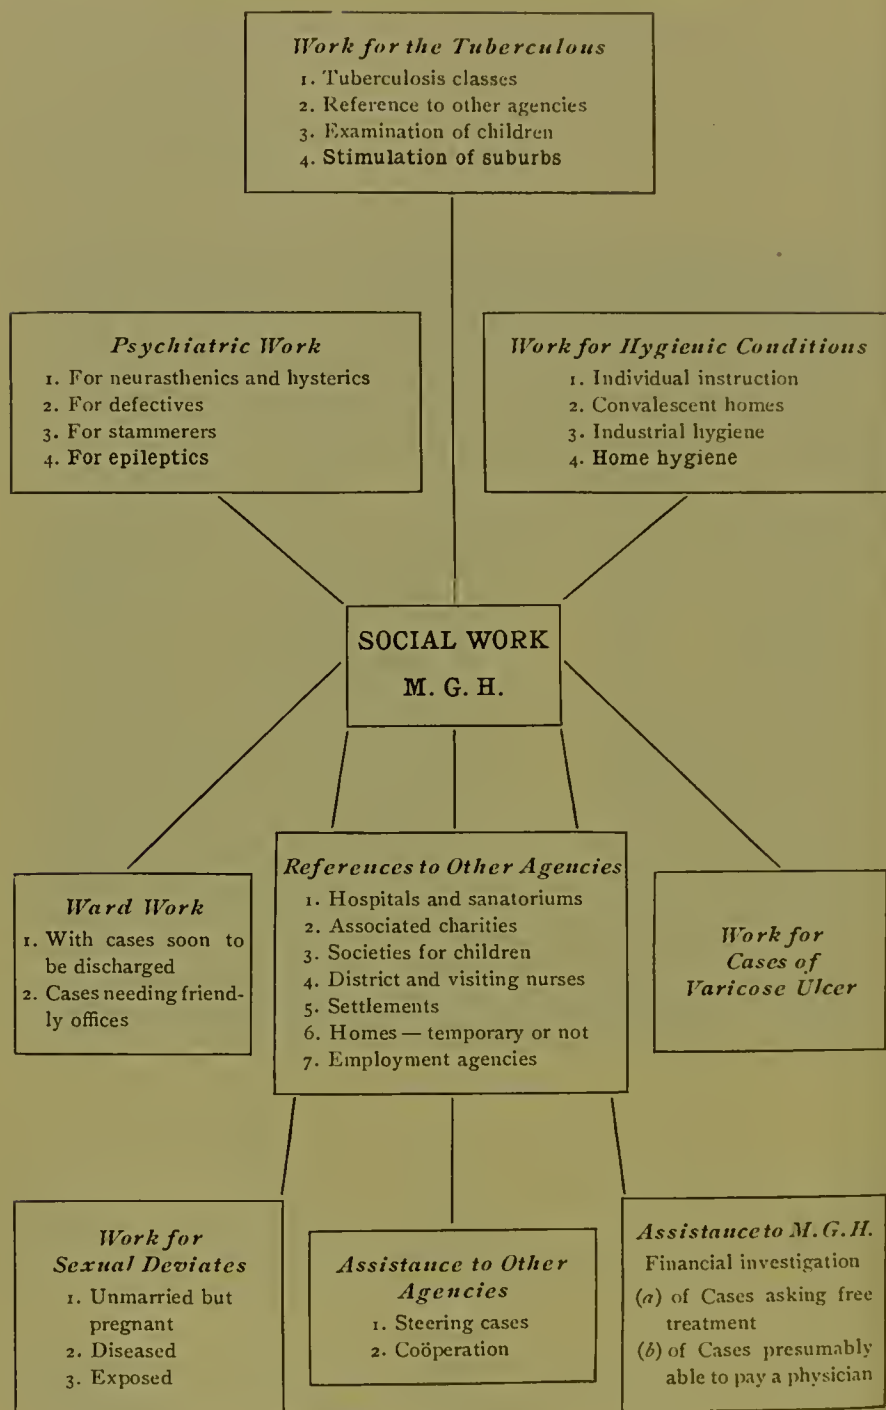 Work for the Tuberculous
1. Tuberculosis classes
2. Reference to other agencies
3. Examination of children
4. Stimulation of suburbs
Psychiatric Work
1. For neurasthenics and hysterics
2. For defectives
3. For stammerers
4. For epileptics
Work for Hygienic Conditions
1. Individual instruction
2. Convalescent homes
3. Industrial hygiene
4. Home hygiene
SOCIAL WORK
M. G. H.
Ward Work
1. With cases soon to
be discharged
2. Cases needing friend-
ly offices
References to Other Agencies
1. Hospitals and sanatoriums
2. Associated charities
3. Societies for children
4. District and visiting nurses
5. Settlements
6. Homes — temporary or not
7. Employment agencies
Work for
Cases of
Varicose Ulcer
Work for
Sexual Deviates
1. Unmarried but
pregnant
2. Diseased
3. Exposed
Assistance to Other
Agencies
1. Steering cases
2. Coöperation
Assistance to M. G. H.
Financial investigation
(a) of Cases asking free
treatment
(b) of Cases presumably
able to pay a physician